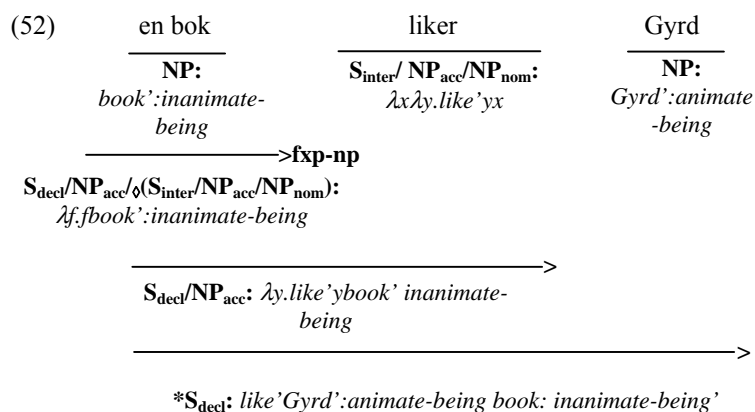 (52) en bok liker Gyrd
NP: S_inter/ NP_acc/NP_nom: NP:
book':inanimate- λxλy.like'yx Gyrd':animate
being -being
>fxp-np
S_decl/NP_acc/◊(S_inter/NP_acc/NP_nom):
λf.fbook':inanimate-being
>
S_decl/NP_acc: λy.like'ybook' inanimate-
being
>
*S_decl: like'Gyrd':animate-being book: inanimate-being'